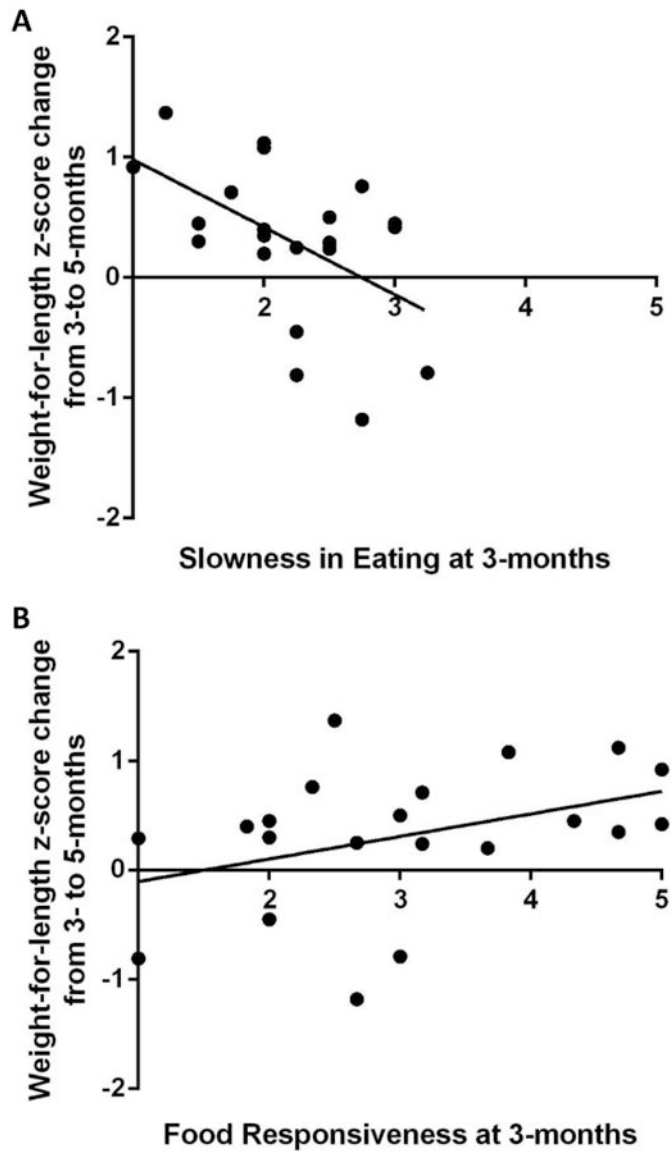 A
Weight-for-length z-score change
from 3-to 5-months
2
1
0
-1
-2
2
3
4
5
Slowness in Eating at 3-months
B
Weight-for-length z-score change
from 3- to 5-months
2
1
0
-1
-2
2
3
4
5
Food Responsiveness at 3-months